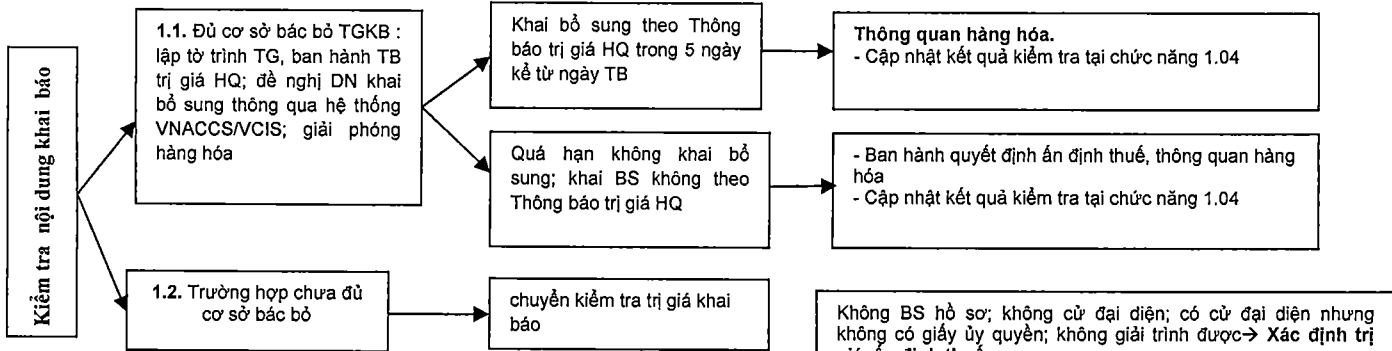 Kiểm tra nội dung khai báo
1.1. Đủ cơ sở bác bỏ TGKB :
lập tờ trình TG, ban hành TB
trị giá HQ; đề nghị DN khai
bổ sung thông qua hệ thống
VNACCS/VCIS; giải phóng
hàng hóa
Khai bổ sung theo Thông
báo trị giá HQ trong 5 ngày
kể từ ngày TB
Thông quan hàng hóa.
- Cập nhật kết quả kiểm tra tại chức năng 1.04
Quá hạn không khai bổ
sung; khai BS không theo
Thông báo trị giá HQ
- Ban hành quyết định ấn định thuế, thông quan hàng
hóa
- Cập nhật kết quả kiểm tra tại chức năng 1.04
1.2. Trường hợp chưa đủ
cơ sở bác bỏ
chuyển kiểm tra trị giá khai
báo
Không BS hồ sơ; không cử đại diện; có cử đại diện nhưng
không có giấy ủy quyền; không giải trình được→ Xác định trị